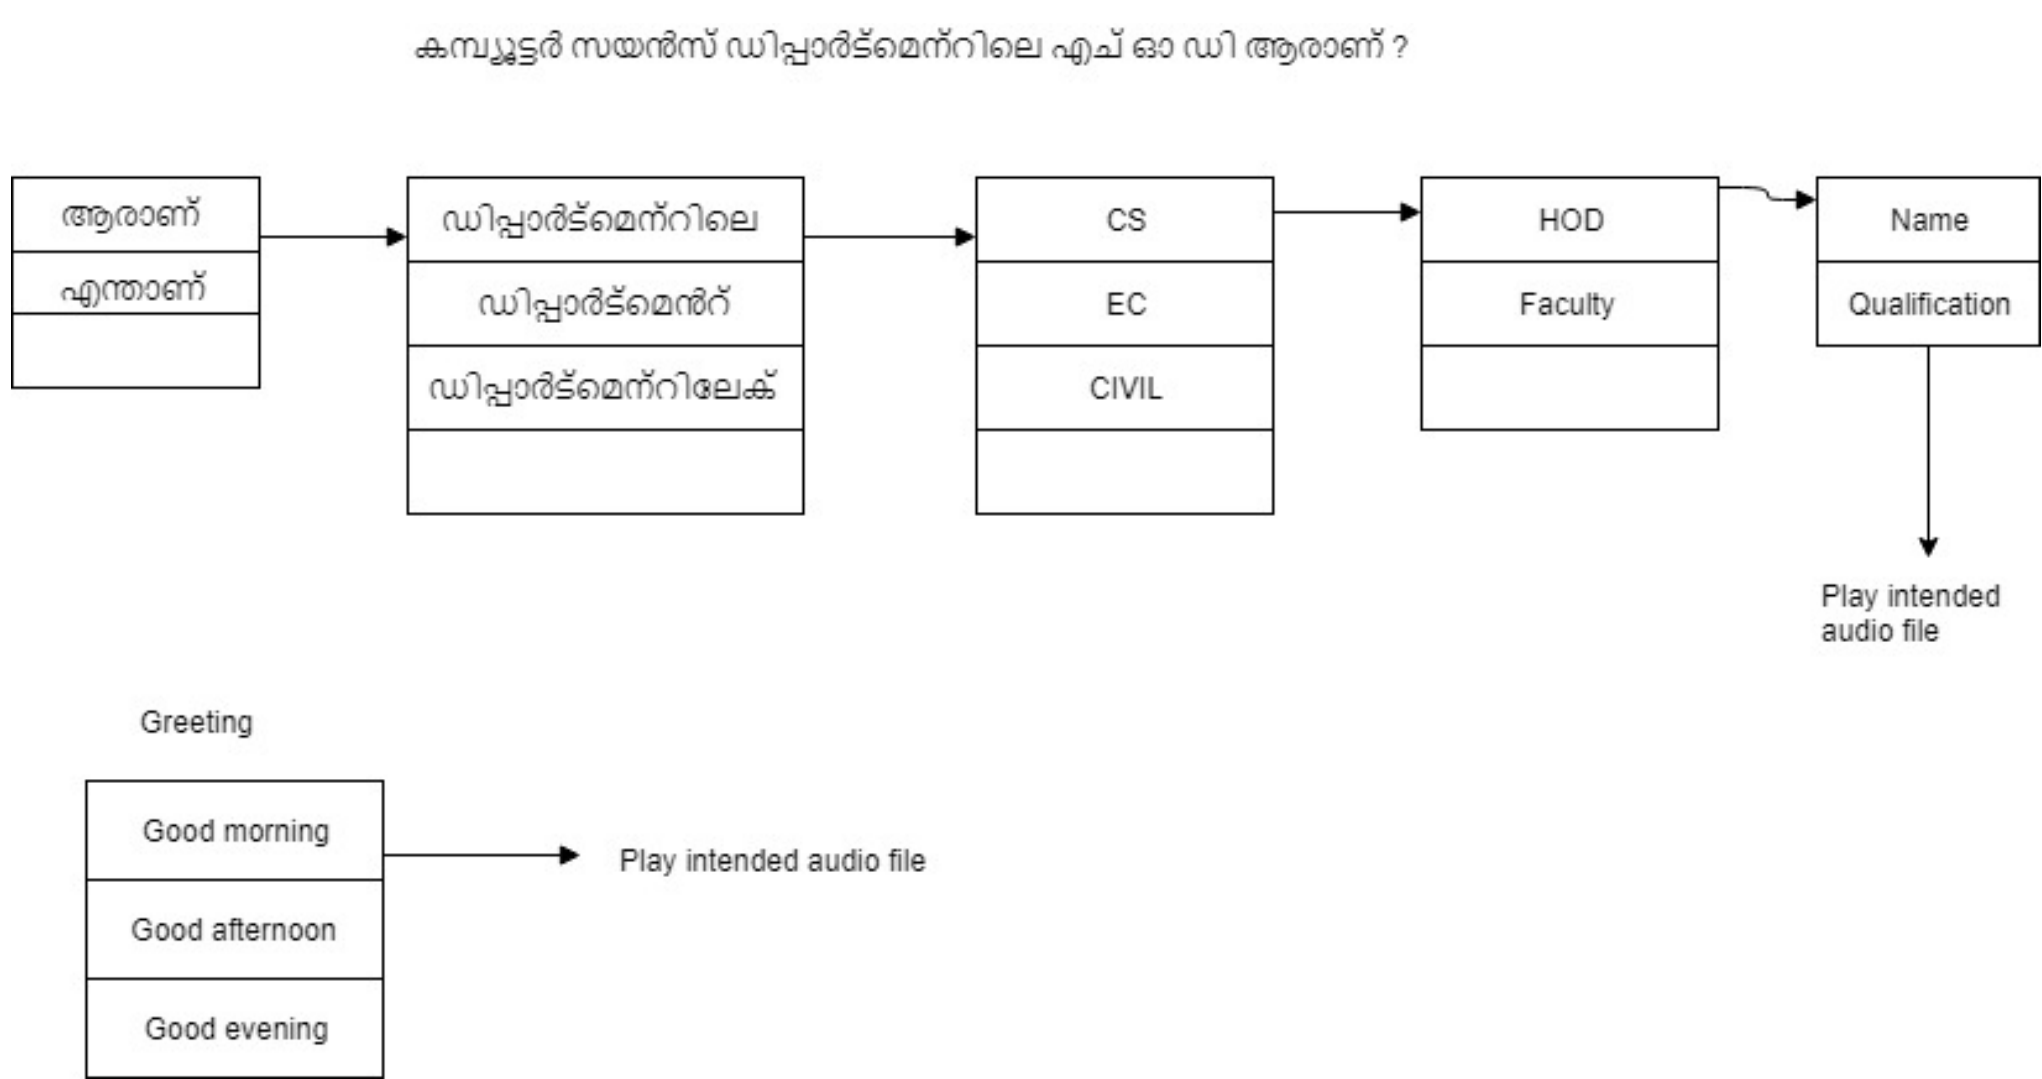 കമ്പ്യൂട്ടർ സയൻസ് ഡിപ്പാർട്മെന്റിലെ എച് ഓ ഡി ആരാണ് ?
ആരാണ്
എന്താണ്
ഡിപ്പാർട്മെന്റിലെ
ഡിപ്പാർട്മെൻറ്
ഡിപ്പാർട്മെന്റിലേക്
CS
EC
CIVIL
HOD
Faculty
Name
Qualification
Play intended
audio file
Greeting
Good morning
Good afternoon
Good evening
Play intended audio file